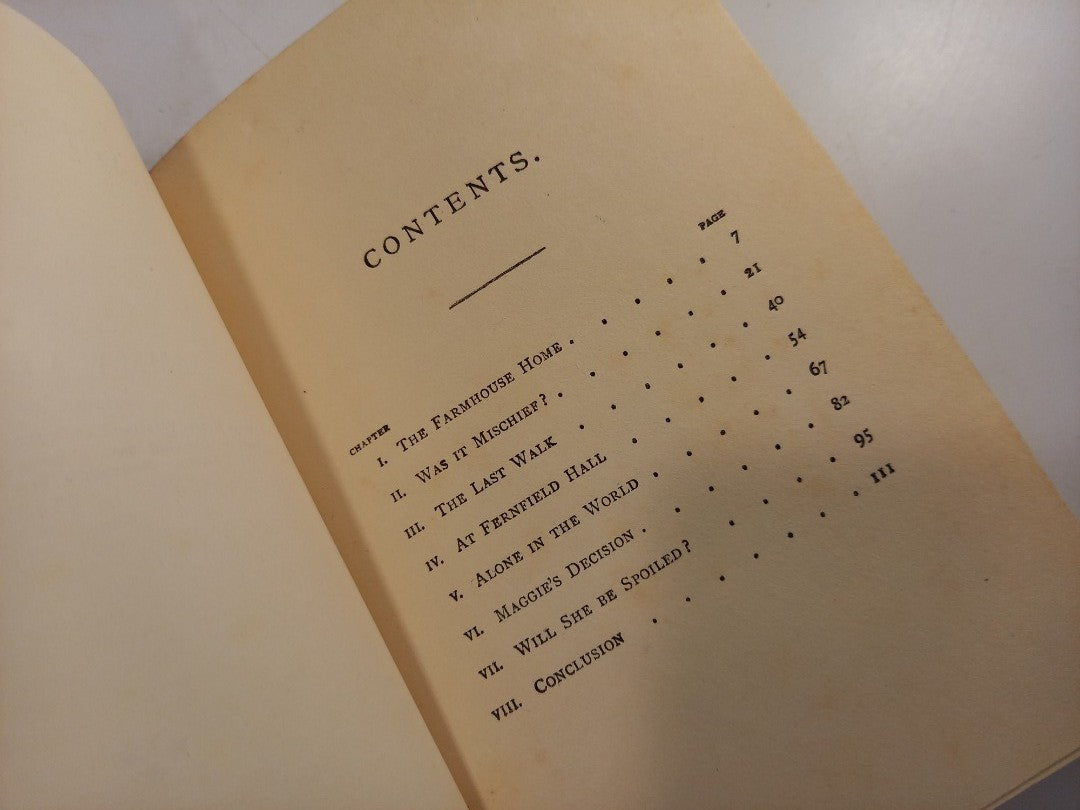 CONTENTS.
CHAPTER PAGE
I. THE FARMHOUSE HOME . . . . . . 7
II. WAS IT MISCHIEF? . . . . . . 21
III. THE LAST WALK . . . . . . 40
IV. AT FERNFIELD HALL . . . . . . 54
V. ALONE IN THE WORLD . . . . . . 67
VI. MAGGIE'S DECISION . . . . . . 82
VII. WILL SHE BE SPOILED? . . . . 95
VIII. CONCLUSION . . . . . . . 111